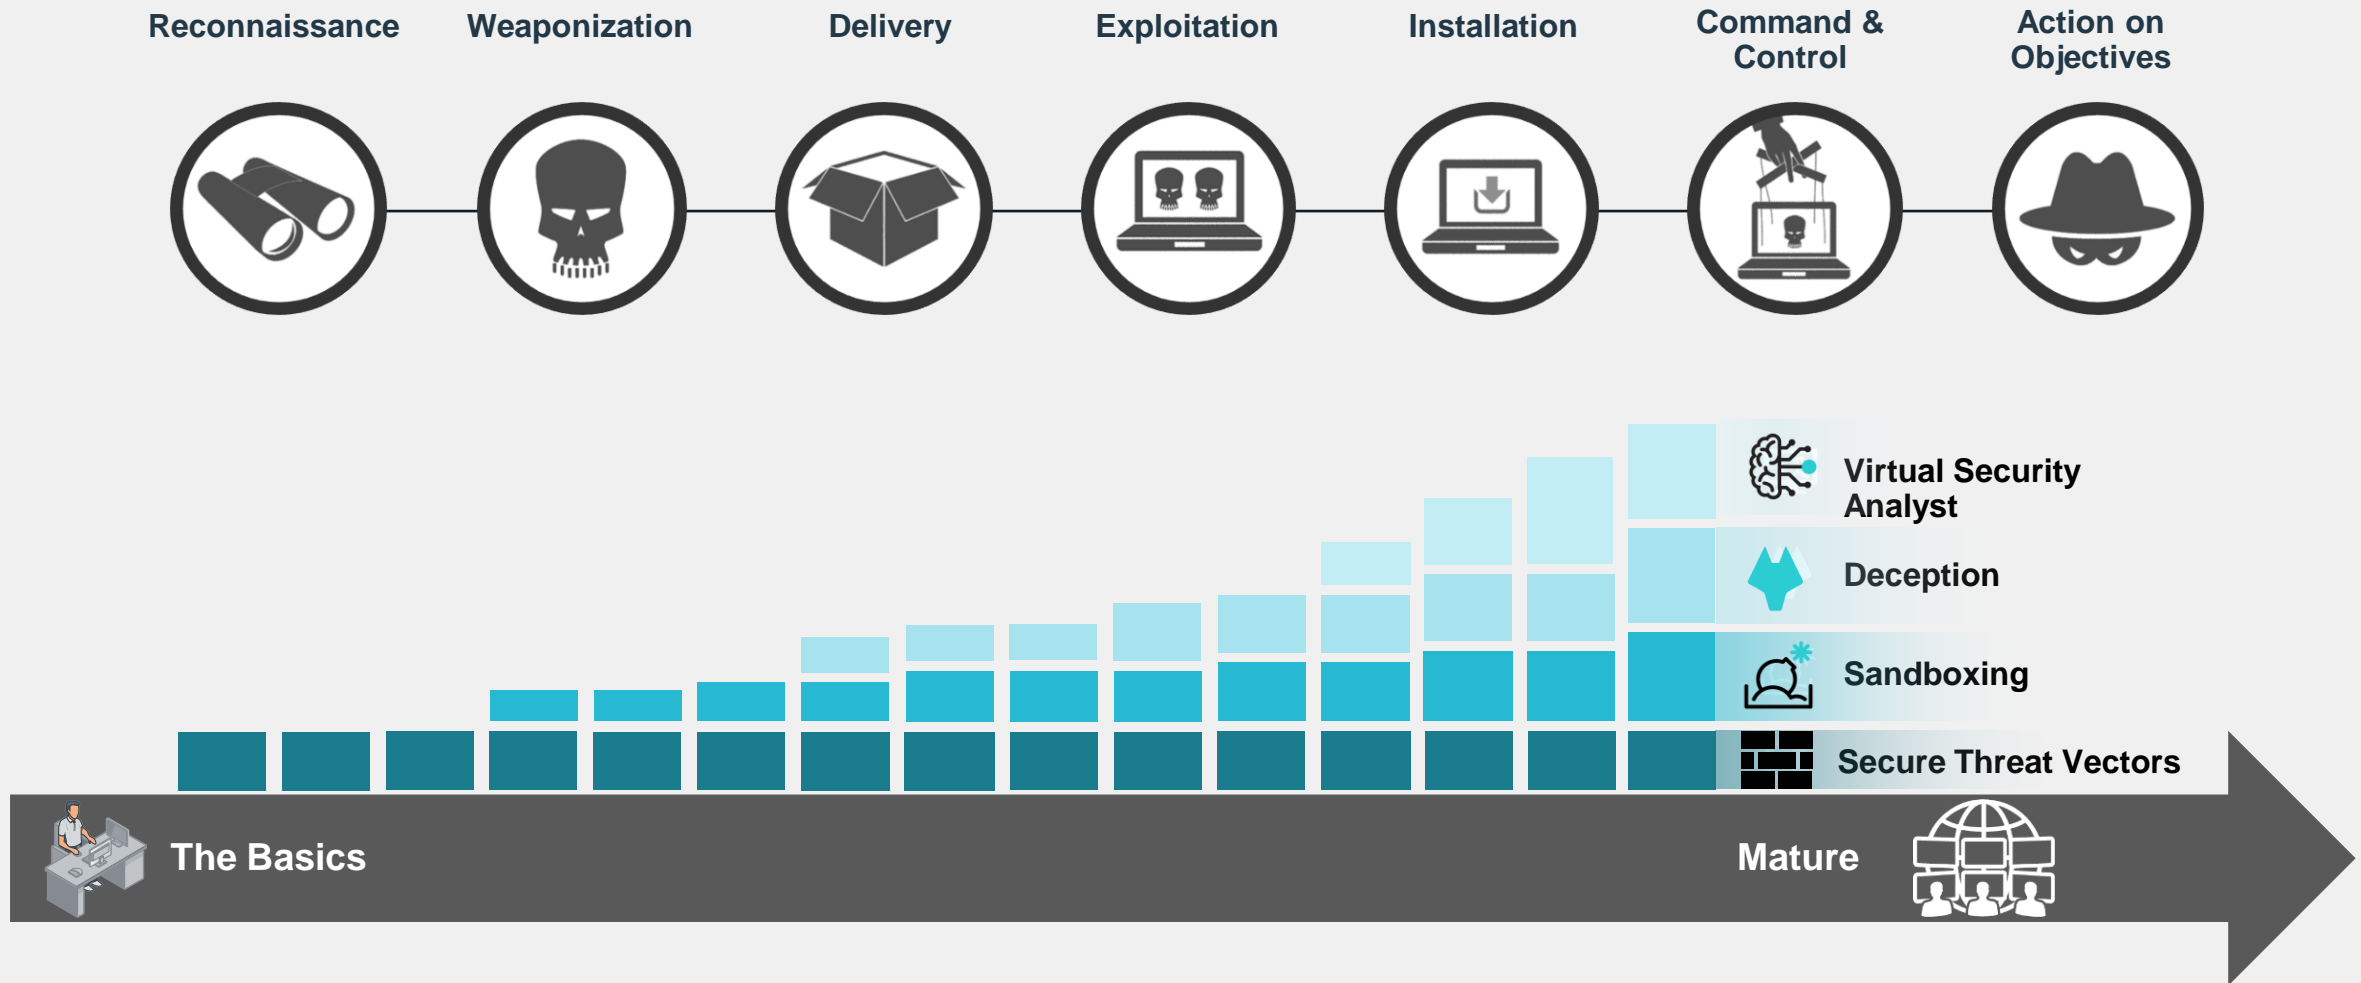 Reconnaissance
Weaponization
Delivery
Exploitation
Installation
Command &
Control
Action on
Objectives
Virtual Security
Analyst
Deception
Sandboxing
Secure Threat Vectors
The Basics
Mature